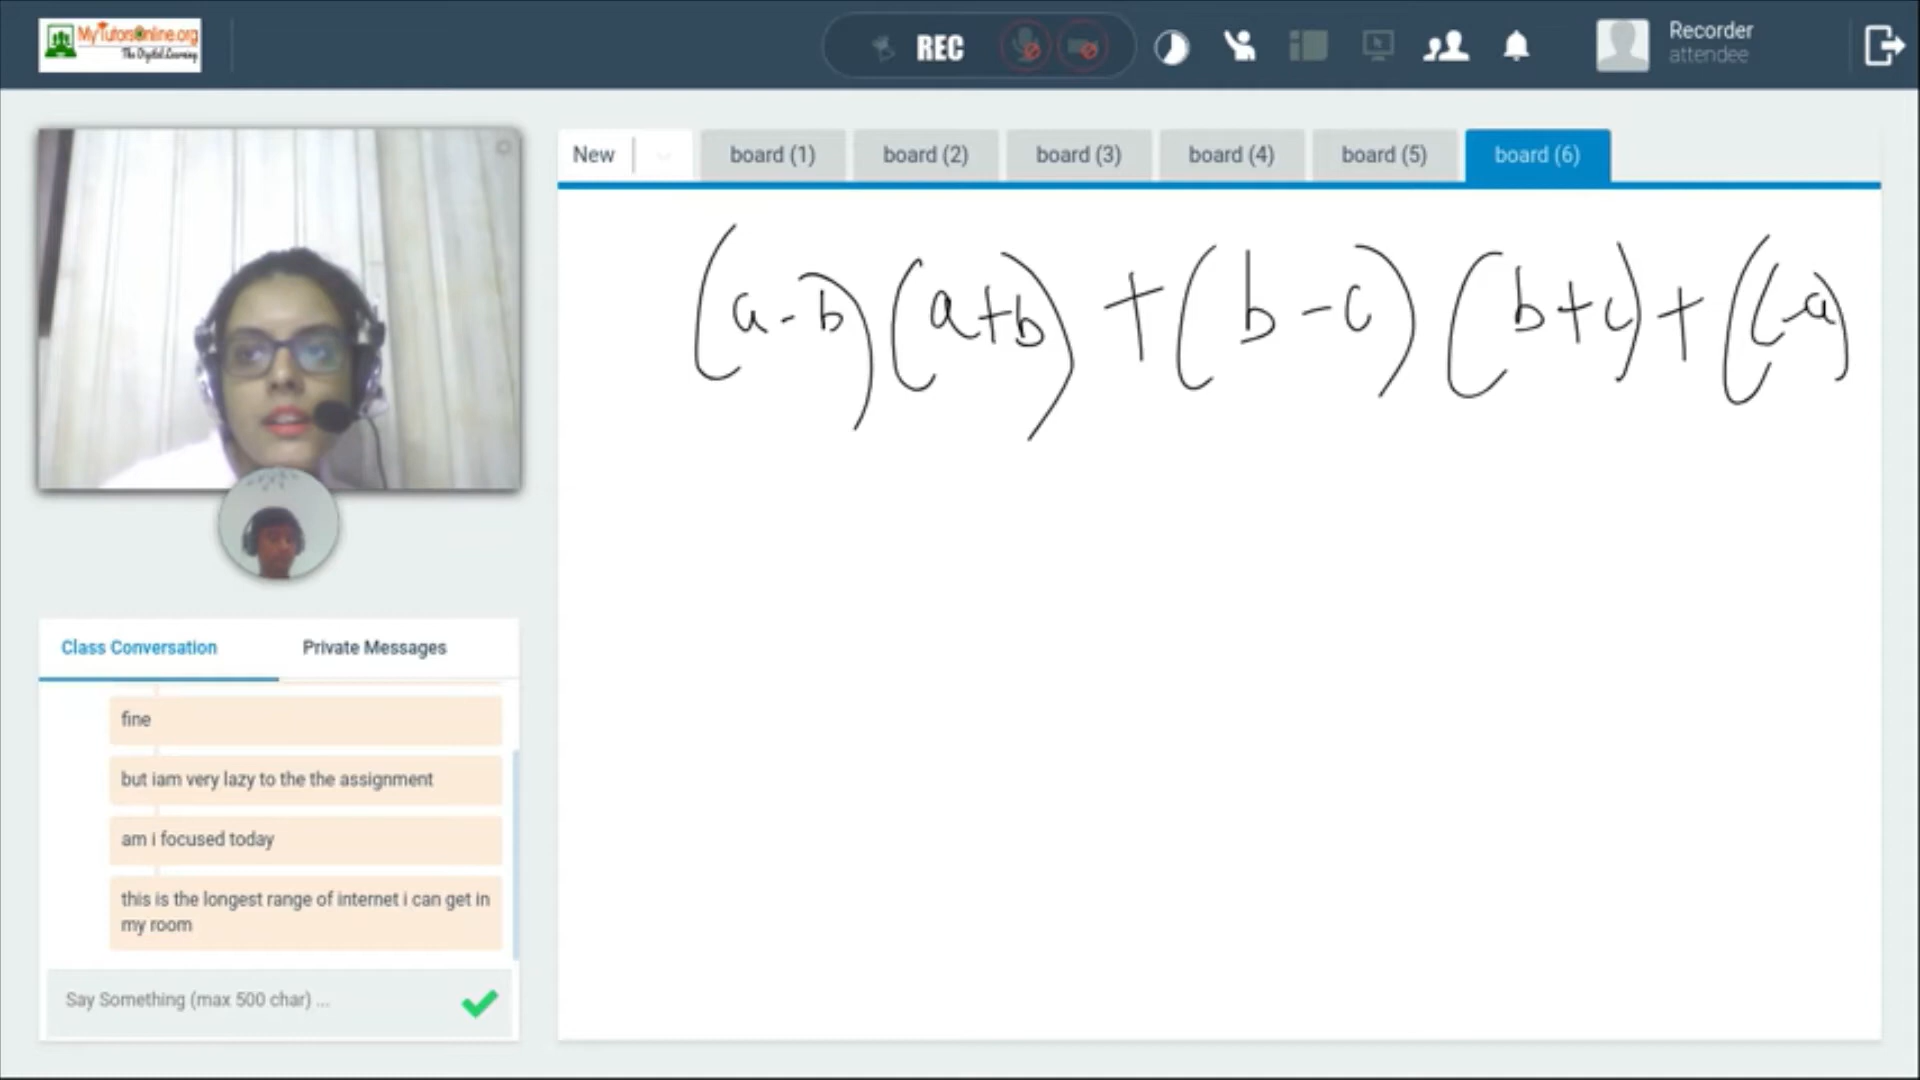 MyTutorsOnline.org
The Digital Learning
REC
Recorder
attendee
New
board (1)
board (2)
board (3)
board (4)
board (5)
board (6)
(a-b)(a+b)+(b-c)(b+c)+(c-a)
Class Conversation
Private Messages
fine
but iam very lazy to the the assignment
am i focused today
this is the longest range of internet i can get in
my room
Say Something (max 500 char) ...